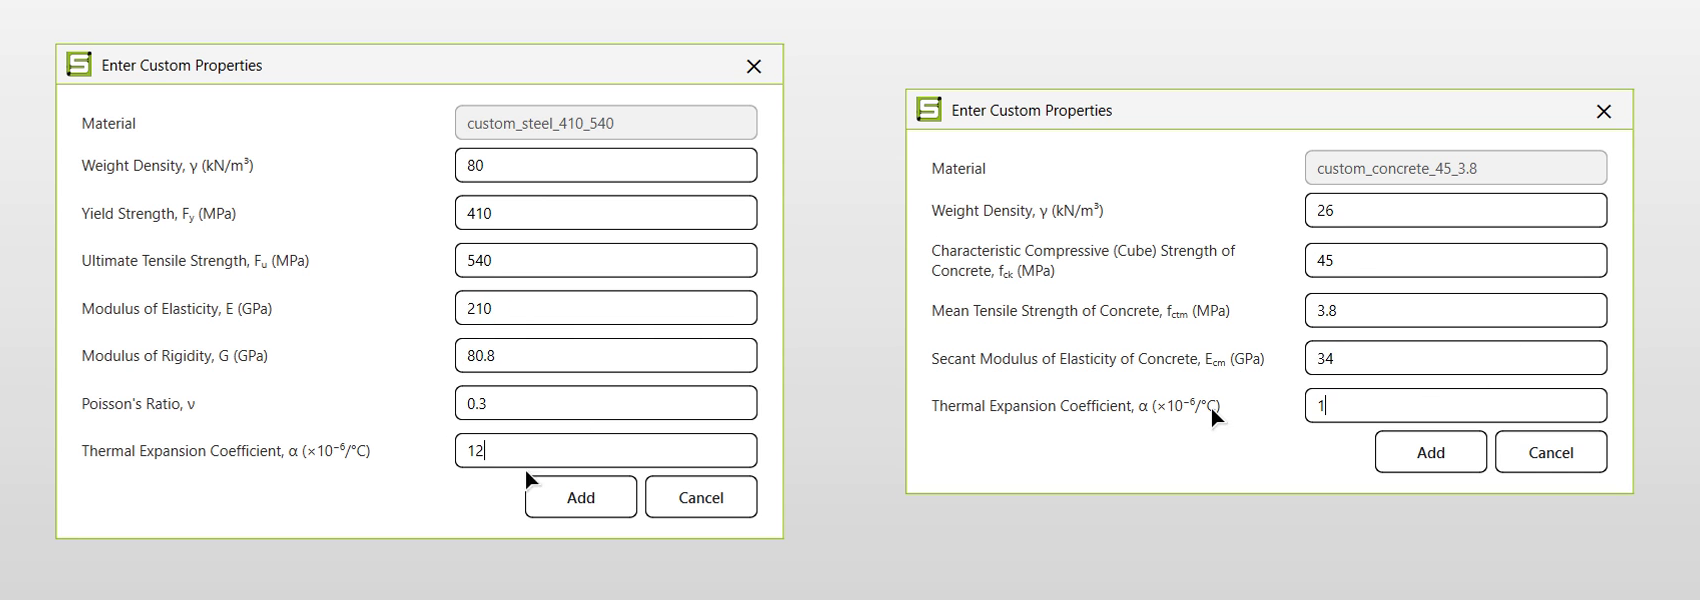 Enter Custom Properties
Material custom_steel_410_540
Weight Density, γ (kN/m³) 80
Yield Strength, Fy (MPa) 410
Ultimate Tensile Strength, Fu (MPa) 540
Modulus of Elasticity, E (GPa) 210
Modulus of Rigidity, G (GPa) 80.8
Poisson's Ratio, ν 0.3
Thermal Expansion Coefficient, α (×10⁻⁶/°C) 12
Add Cancel
Enter Custom Properties
Material custom_concrete_45_3.8
Weight Density, γ (kN/m³) 26
Characteristic Compressive (Cube) Strength of
Concrete, fck (MPa) 45
Mean Tensile Strength of Concrete, fctm (MPa) 3.8
Secant Modulus of Elasticity of Concrete, Ecm (GPa) 34
Thermal Expansion Coefficient, α (×10⁻⁶/°C) 1
Add Cancel